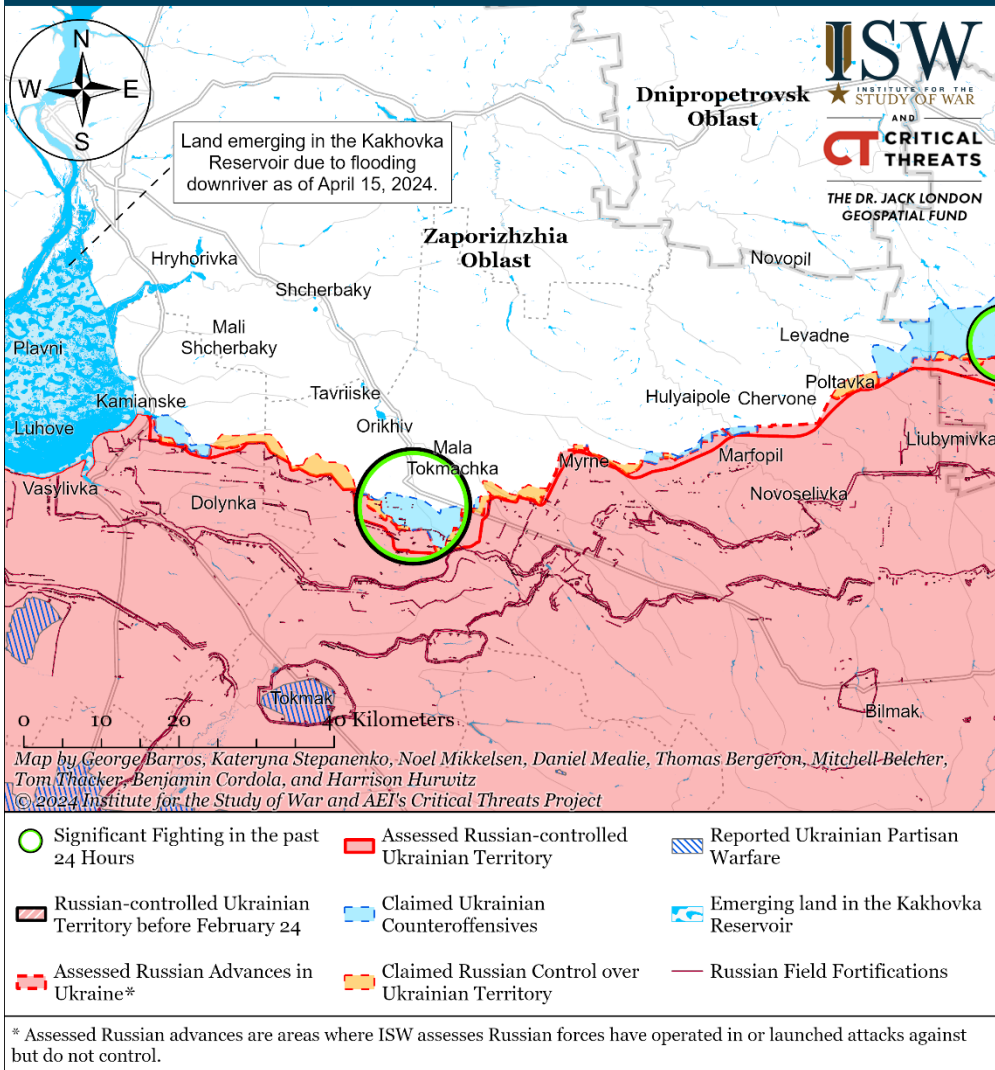 N
W
E
S
ISW
INSTITUTE FOR THE
STUDY OF WAR
AND
CT CRITICAL
THREATS
THE DR. JACK LONDON
GEOSPATIAL FUND
Dnipropetrovsk
Oblast
Land emerging in the Kakhovka
Reservoir due to flooding
downriver as of April 15, 2024.
Zaporizhzhia
Oblast
Hryhorivka
Novopil
Shcherbaky
Mali
Shcherbaky
Levadne
Plavni
Tavriiske
Poltavka
Kamianske
Hulyaipole
Chervone
Luhove
Orikhiv
Mala
Tokmachka
Liubymivka
Myrne
Marfopil
Vasylivka
Dolynka
Novoselivka
Tokmak
Bilmak
0 10 20 40 Kilometers
Map by George Barros, Kateryna Stepanenko, Noel Mikkelsen, Daniel Mealie, Thomas Bergeron, Mitchell Belcher,
Tom Thacker, Benjamin Cordola, and Harrison Hurwitz
© 2024 Institute for the Study of War and AEI's Critical Threats Project
Significant Fighting in the past
24 Hours
Russian-controlled Ukrainian
Territory before February 24
Assessed Russian Advances in
Ukraine*
Assessed Russian-controlled
Ukrainian Territory
Claimed Ukrainian
Counteroffensives
Claimed Russian Control over
Ukrainian Territory
Reported Ukrainian Partisan
Warfare
Emerging land in the Kakhovka
Reservoir
Russian Field Fortifications
* Assessed Russian advances are areas where ISW assesses Russian forces have operated in or launched attacks against
but do not control.